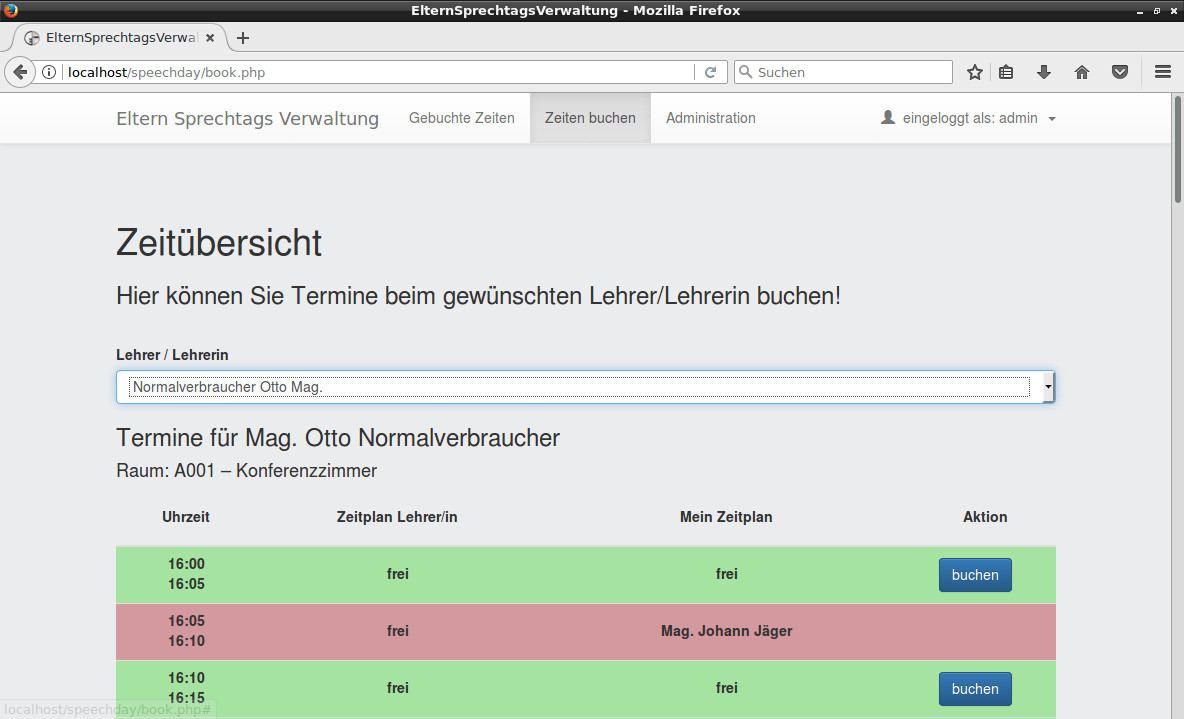 ElternSprechtagsVerwaltung - Mozilla Firefox
ElternSprechtagsVerwal
localhost/speechday/book.php
Suchen
Eltern Sprechtags Verwaltung Gebuchte Zeiten Zeiten buchen Administration eingeloggt als: admin
Zeitübersicht
Hier können Sie Termine beim gewünschten Lehrer/Lehrerin buchen!
Lehrer / Lehrerin
Normalverbraucher Otto Mag.
Termine für Mag. Otto Normalverbraucher
Raum: A001 – Konferenzzimmer
Uhrzeit Zeitplan Lehrer/in Mein Zeitplan Aktion
16:00
16:05 frei frei buchen
16:05
16:10 frei Mag. Johann Jäger
16:10
16:15 frei frei buchen
localhost/speechday/book.php#